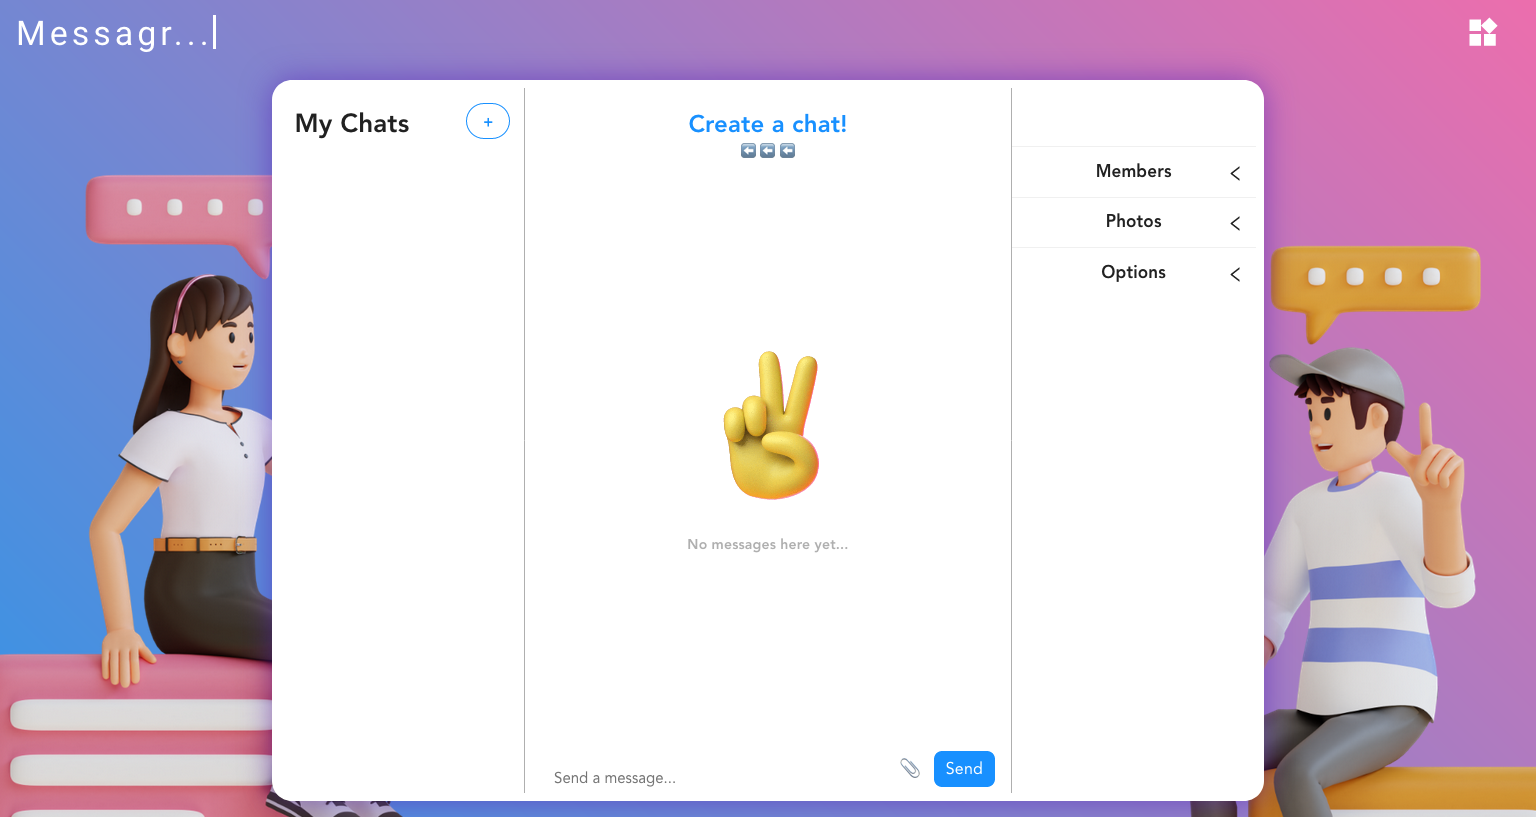 Messagr...
My Chats
+
Create a chat!
⬅️ ⬅️ ⬅️
No messages here yet...
Send a message...
Send
Members
Photos
Options